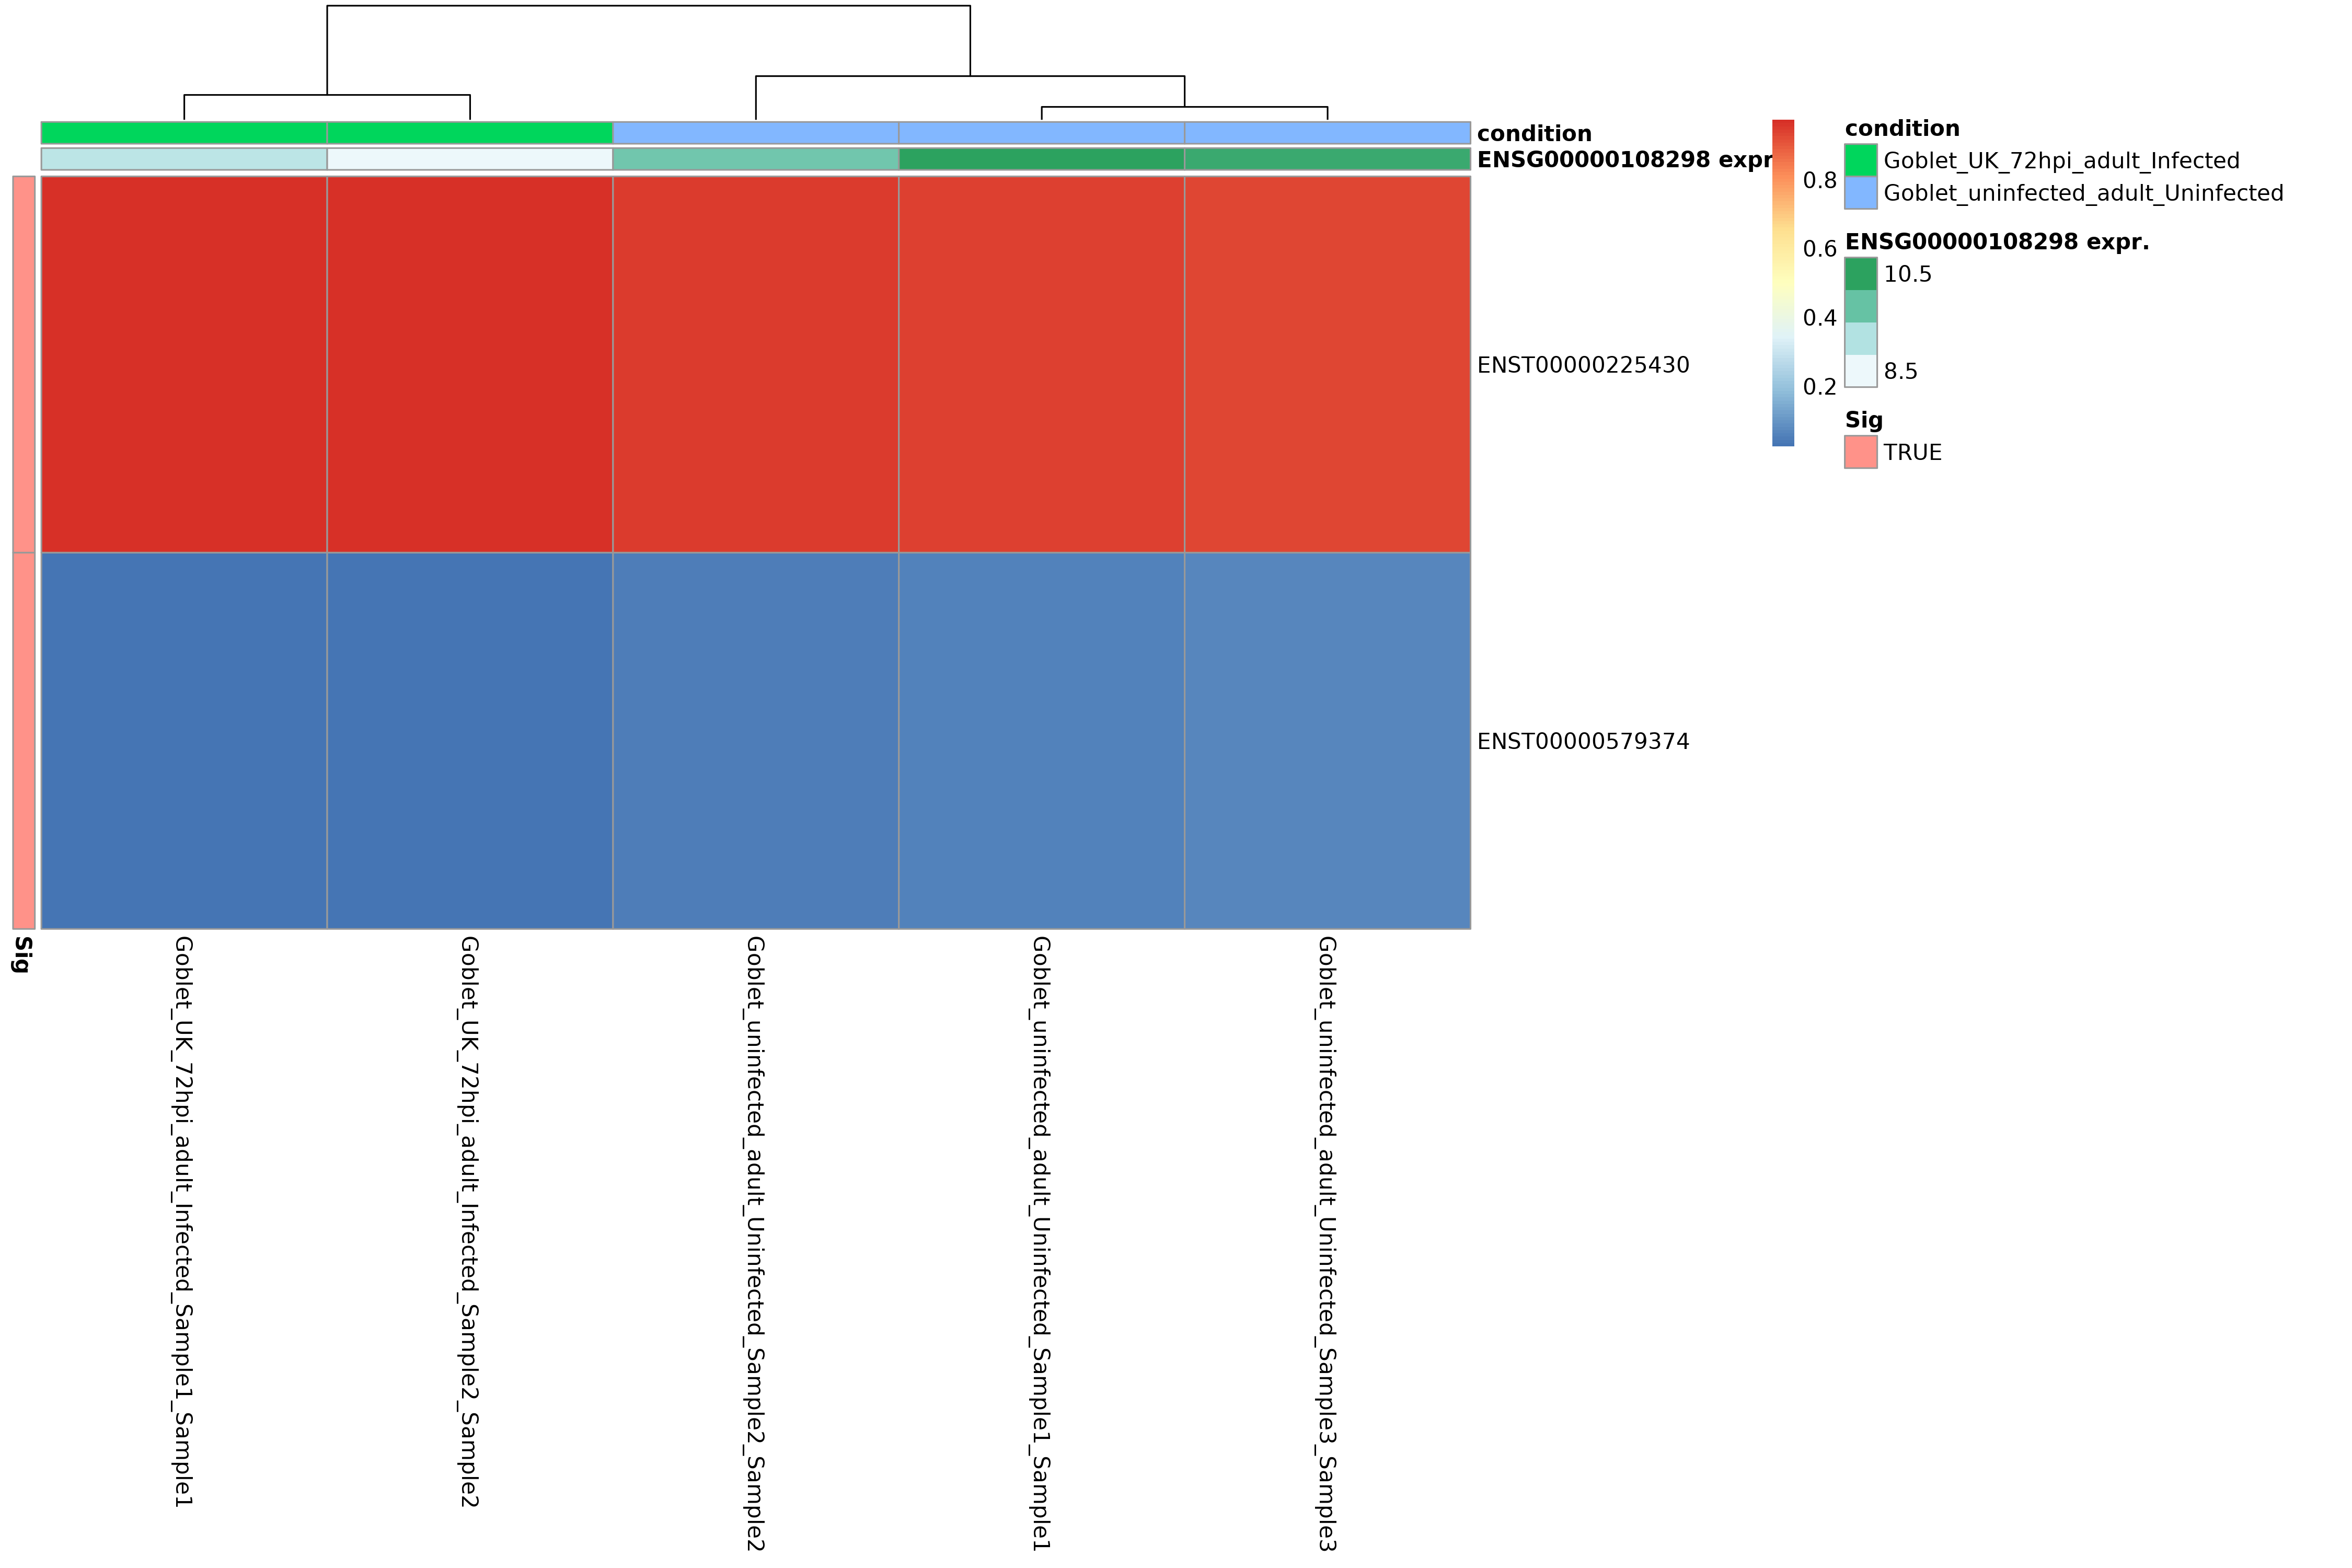 condition
ENSG00000108298 expr
0.8
0.6
0.4
0.2
condition
Goblet_UK_72hpi_adult_Infected
Goblet_uninfected_adult_Uninfected
ENSG00000108298 expr.
10.5
8.5
Sig
TRUE
ENST00000225430
ENST00000579374
Sig
Goblet_UK_72hpi_adult_Infected_Sample1_Sample1
Goblet_UK_72hpi_adult_Infected_Sample2_Sample2
Goblet_uninfected_adult_Uninfected_Sample2_Sample2
Goblet_uninfected_adult_Uninfected_Sample1_Sample1
Goblet_uninfected_adult_Uninfected_Sample3_Sample3